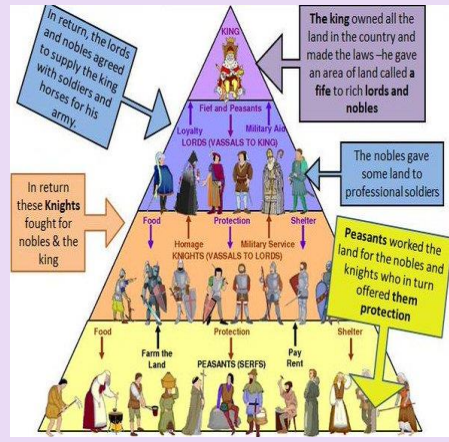 In return, the lords
and nobles agreed
to supply the king
with soldiers and
horses for his
army.
KING
The king owned all the
land in the country and
made the laws –he gave
an area of land called a
fife to rich lords and
nobles
Fief and Peasants
Loyalty
Military Aid
LORDS (VASSALS TO KING)
The nobles gave
some land to
professional soldiers
In return
these Knights
fought for
nobles & the
king
Food
Protection
Shelter
Homage
Military Service
KNIGHTS (VASSALS TO LORDS)
Peasants worked the
land for the nobles and
knights who in turn
offered them
protection
Food
Protection
Shelter
Farm the
Land
PEASANTS (SERFS)
Pay
Rent